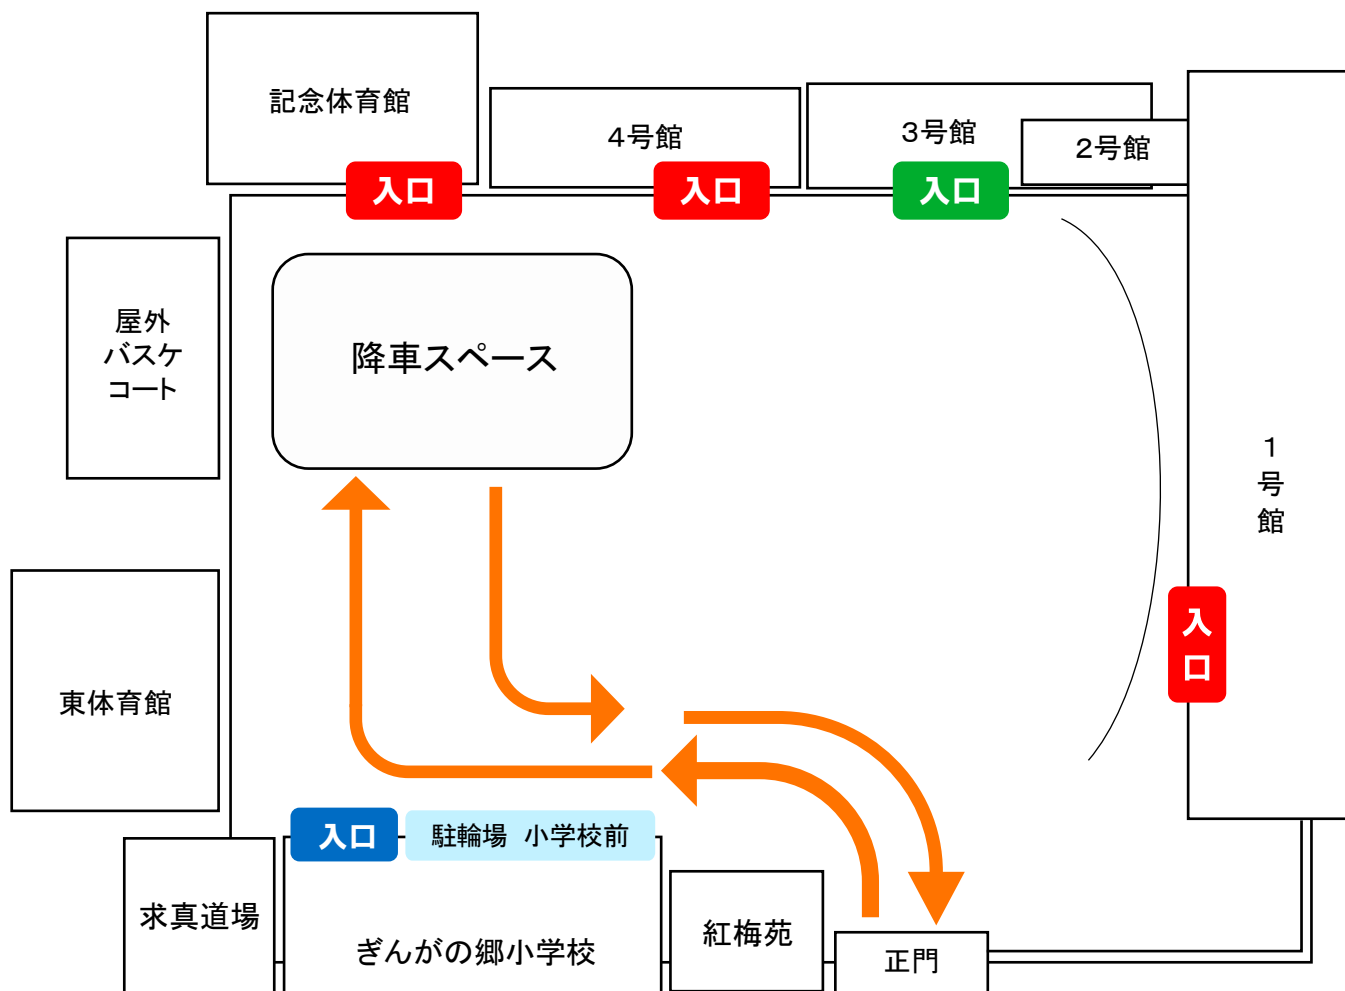 記念体育館
4号館
3号館
2号館
入口
入口
入口
屋外
バスケ
コート
降車スペース
1
号
館
入
口
東体育館
入口
駐輪場 小学校前
求真道場
ぎんがの郷小学校
紅梅苑
正門